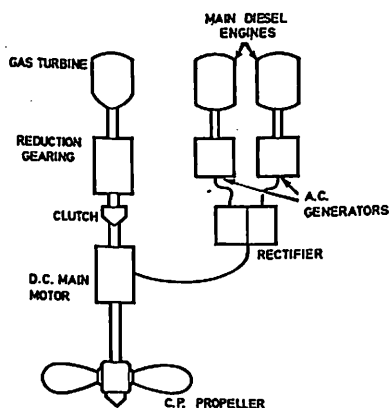 MAIN DIESEL
ENGINES
GAS TURBINE
REDUCTION
GEARING
A.C.
GENERATORS
CLUTCH
RECTIFIER
D.C. MAIN
MOTOR
C.P. PROPELLER